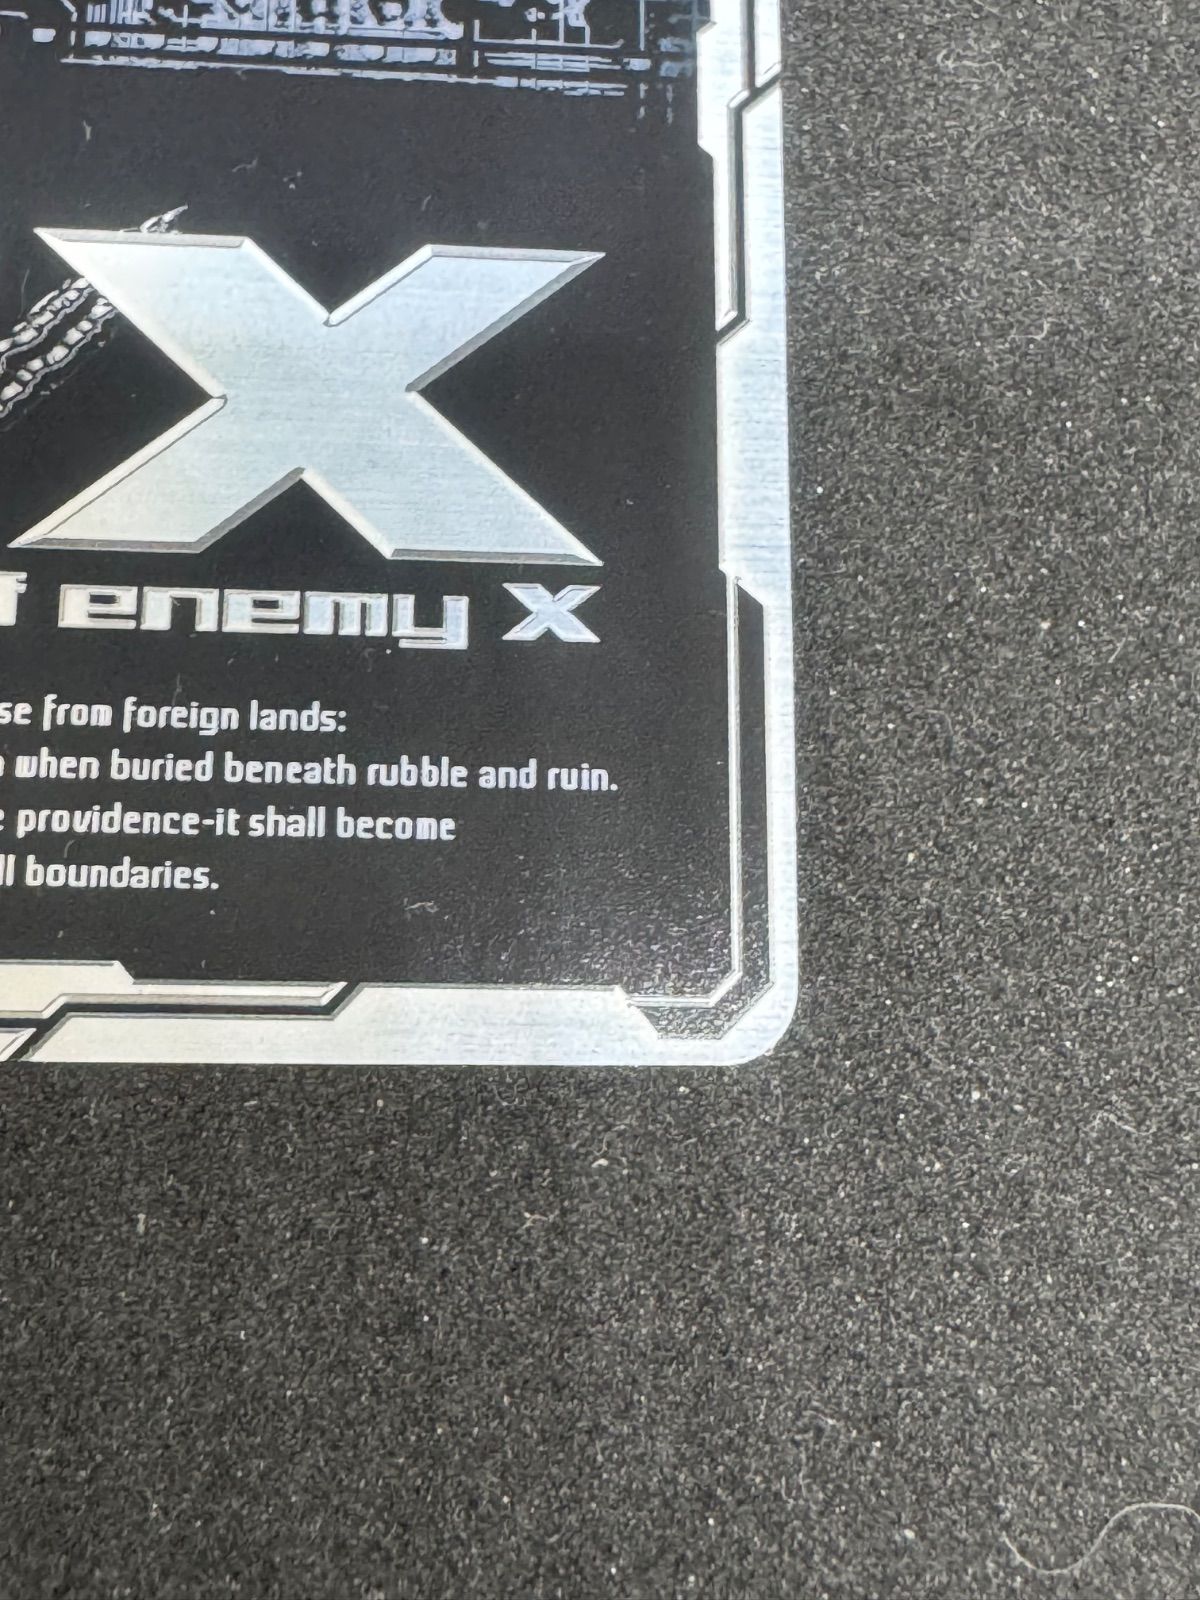 X
f enemy X
se from foreign lands:
when buried beneath rubble and ruin.
providence-it shall become
ll boundaries.